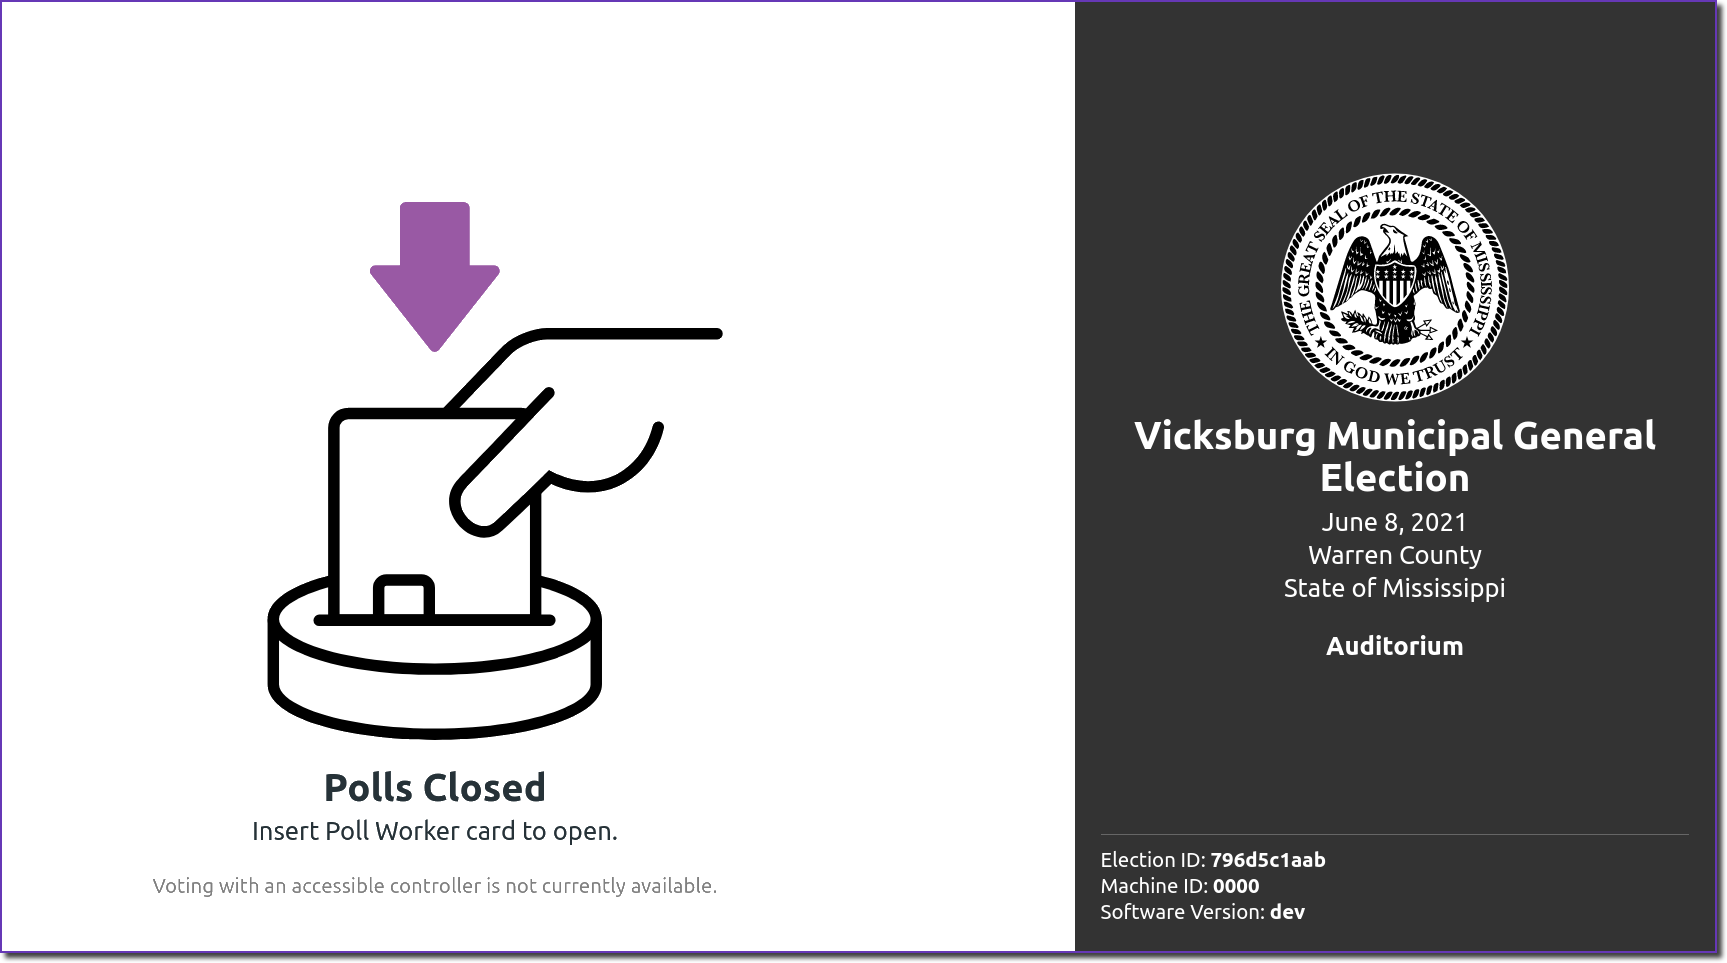 Polls Closed
Insert Poll Worker card to open.
Voting with an accessible controller is not currently available.
THE GREAT SEAL OF THE STATE OF MISSISSIPPI
IN GOD WE TRUST
Vicksburg Municipal General
Election
June 8, 2021
Warren County
State of Mississippi
Auditorium
Election ID: 796d5c1aab
Machine ID: 0000
Software Version: dev